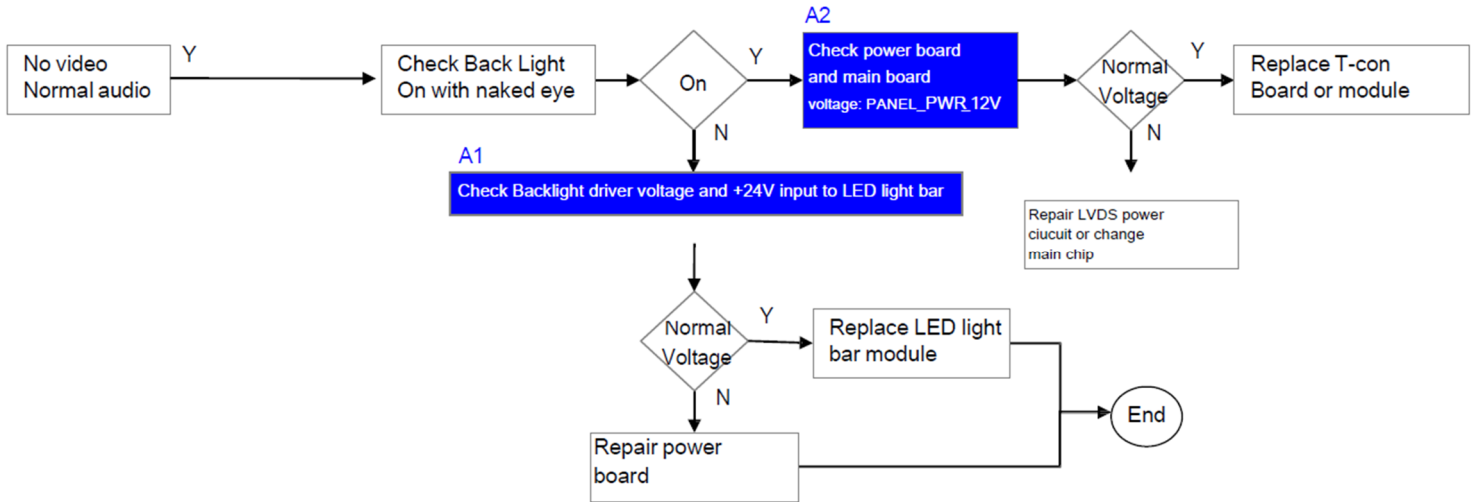 A2
No video
Normal audio
Y
Check Back Light
On with naked eye
On
Y
N
Check power board
and main board
voltage: PANEL_PWR_12V
Normal
Voltage
Y
N
Replace T-con
Board or module
A1
Check Backlight driver voltage and +24V input to LED light bar
Repair LVDS power
ciucuit or change
main chip
Normal
Voltage
Y
N
Replace LED light
bar module
End
Repair power
board